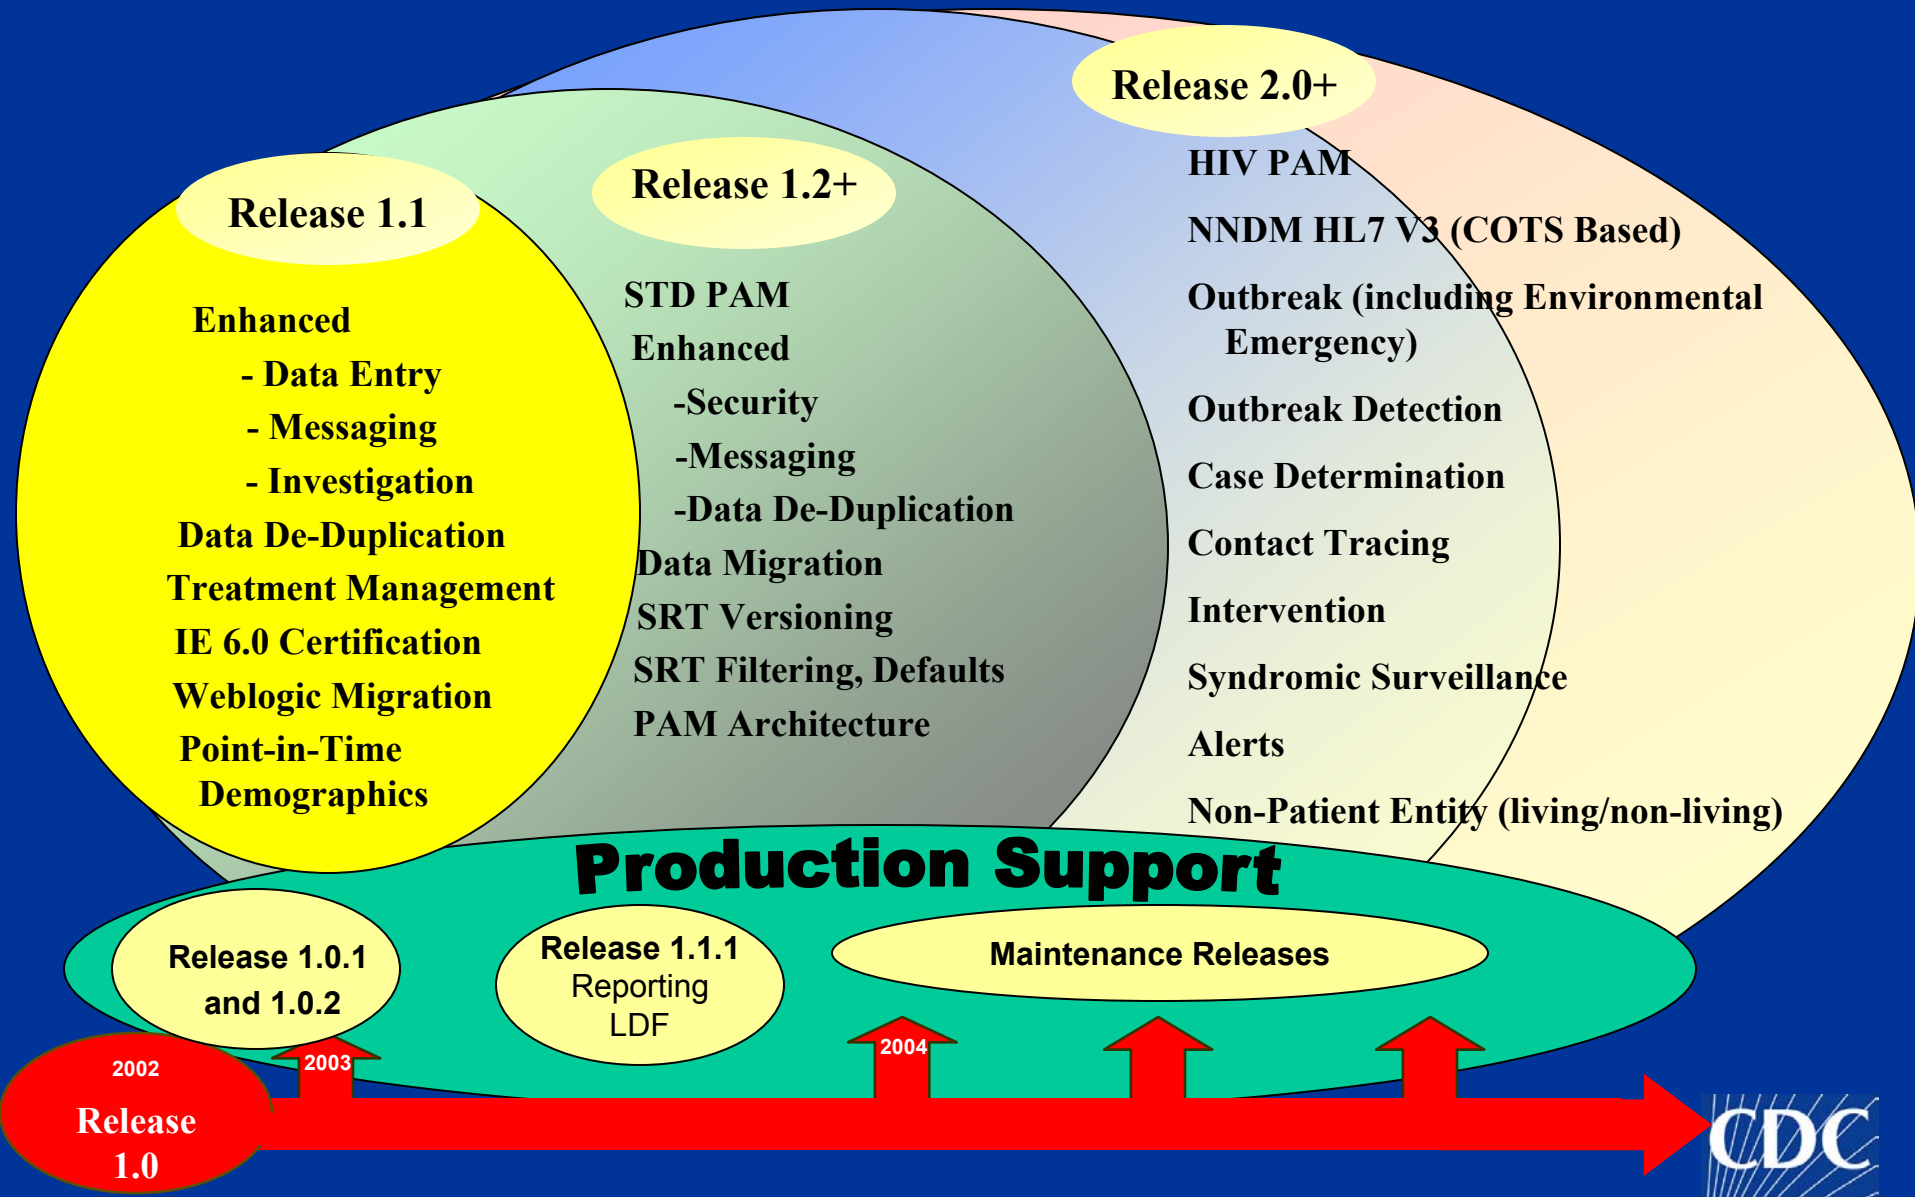 Release 1.1
Enhanced
- Data Entry
- Messaging
- Investigation
Data De-Duplication
Treatment Management
IE 6.0 Certification
Weblogic Migration
Point-in-Time
Demographics
Release 1.2+
STD PAM
Enhanced
-Security
-Messaging
-Data De-Duplication
Data Migration
SRT Versioning
SRT Filtering, Defaults
PAM Architecture
Release 2.0+
HIV PAM
NNDM HL7 V3 (COTS Based)
Outbreak (including Environmental
Emergency)
Outbreak Detection
Case Determination
Contact Tracing
Intervention
Syndromic Surveillance
Alerts
Non-Patient Entity (living/non-living)
Production Support
Release 1.0.1
and 1.0.2
Release 1.1.1
Reporting
LDF
Maintenance Releases
2002
Release
1.0
2003
2004
CDC